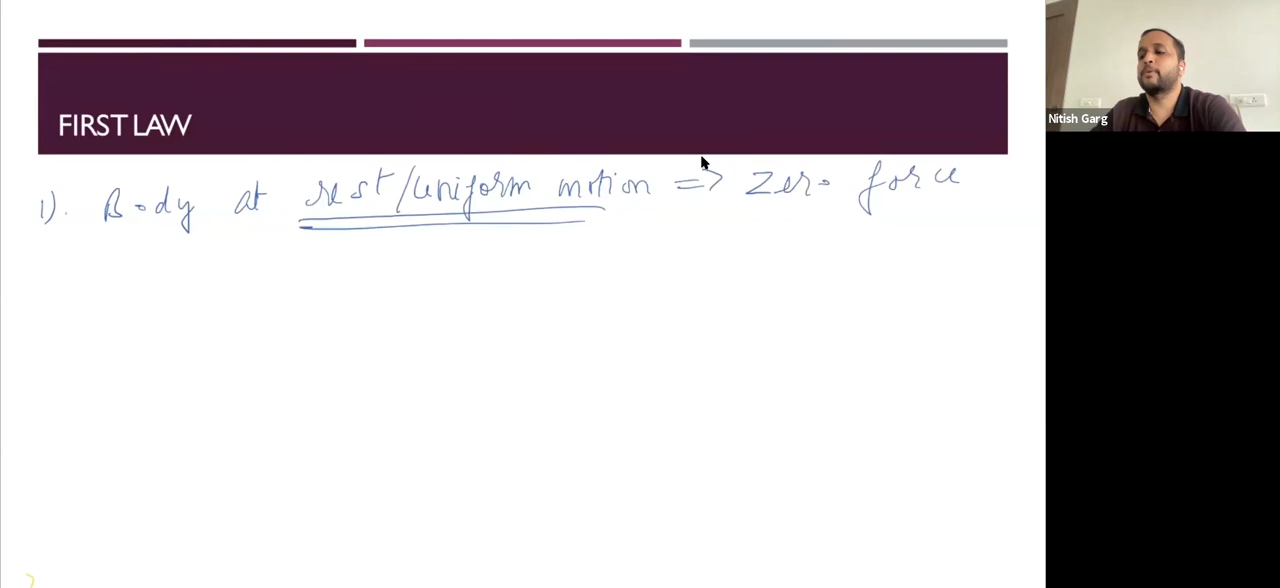 FIRST LAW
1). Body at rest/uniform motion => Zero force
Nitish Garg